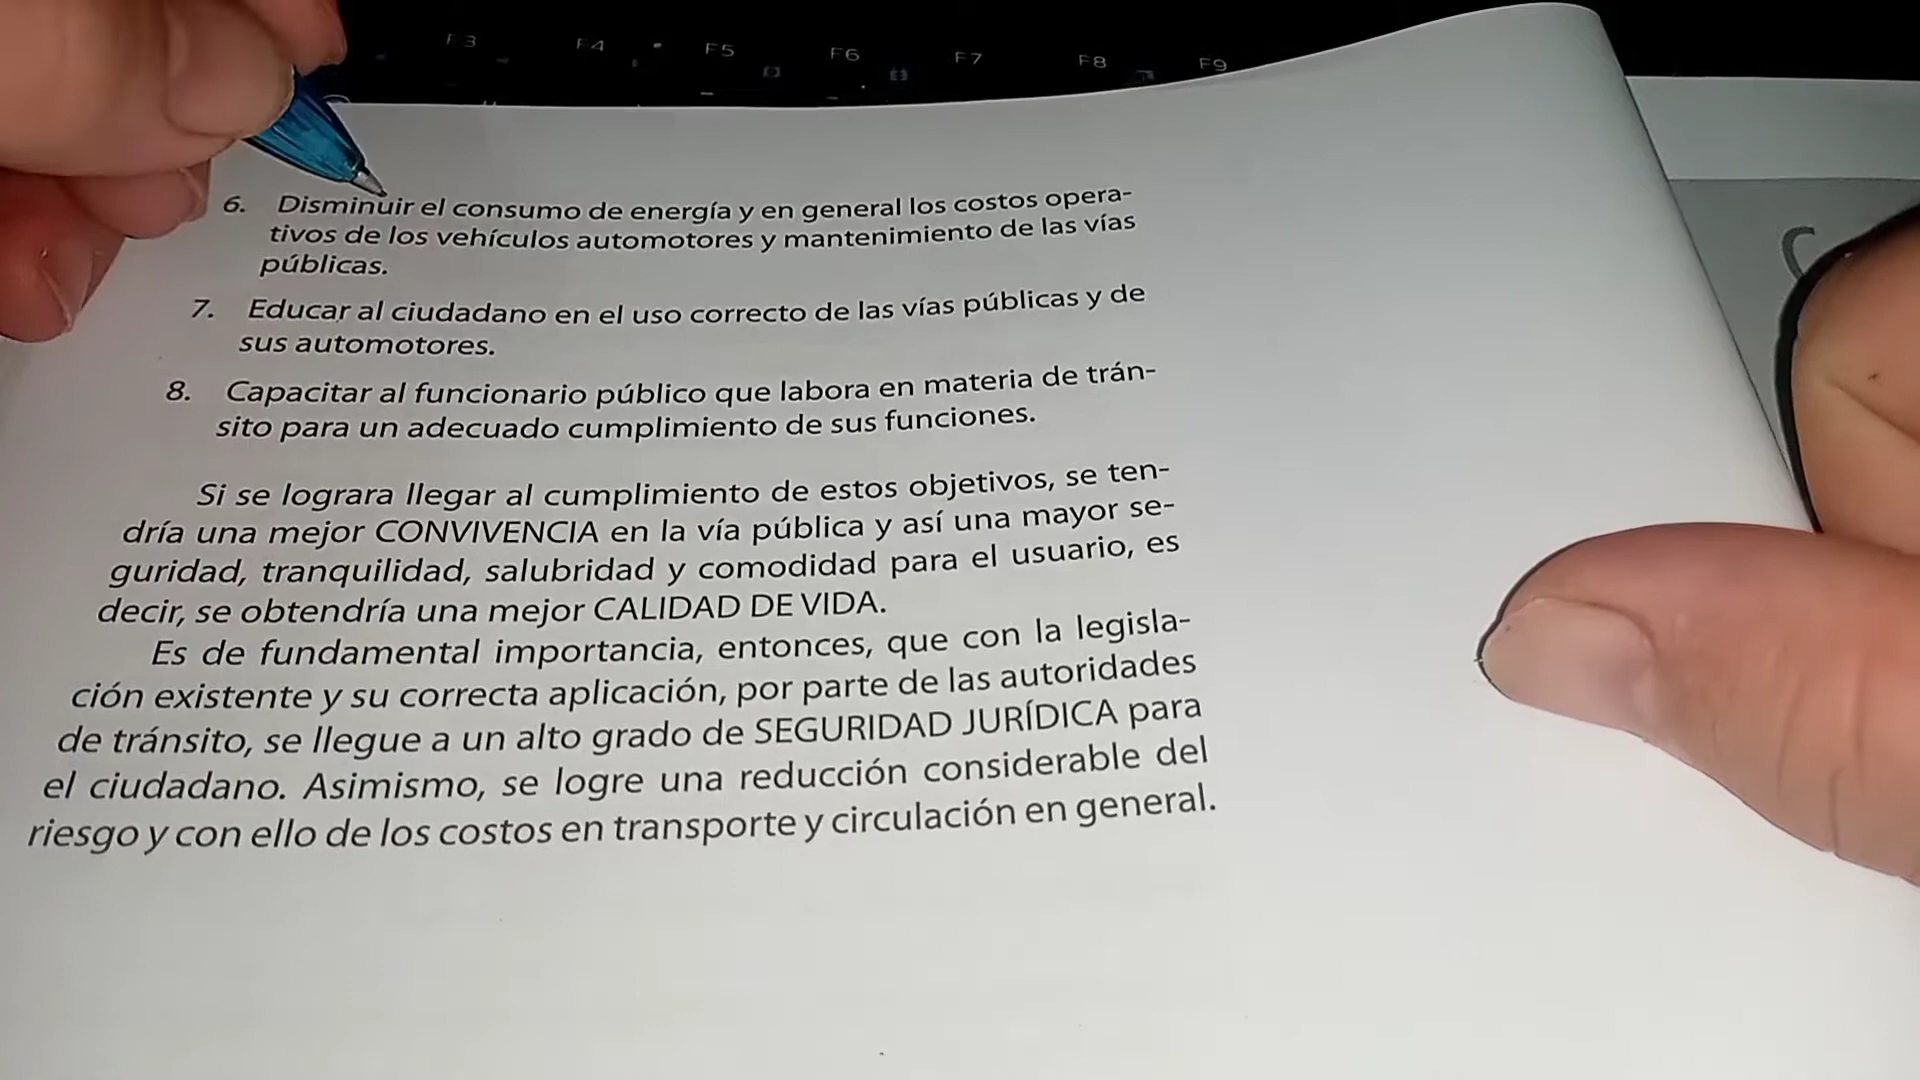 F3 F4 F5 F6 F7 F8 F9
6. Disminuir el consumo de energía y en general los costos opera-
tivos de los vehículos automotores y mantenimiento de las vías
públicas.
7. Educar al ciudadano en el uso correcto de las vías públicas y de
sus automotores.
8. Capacitar al funcionario público que labora en materia de trán-
sito para un adecuado cumplimiento de sus funciones.
Si se lograra llegar al cumplimiento de estos objetivos, se ten-
dría una mejor CONVIVENCIA en la vía pública y así una mayor se-
guridad, tranquilidad, salubridad y comodidad para el usuario, es
decir, se obtendría una mejor CALIDAD DE VIDA.
Es de fundamental importancia, entonces, que con la legisla-
ción existente y su correcta aplicación, por parte de las autoridades
de tránsito, se llegue a un alto grado de SEGURIDAD JURÍDICA para
el ciudadano. Asimismo, se logre una reducción considerable del
riesgo y con ello de los costos en transporte y circulación en general.